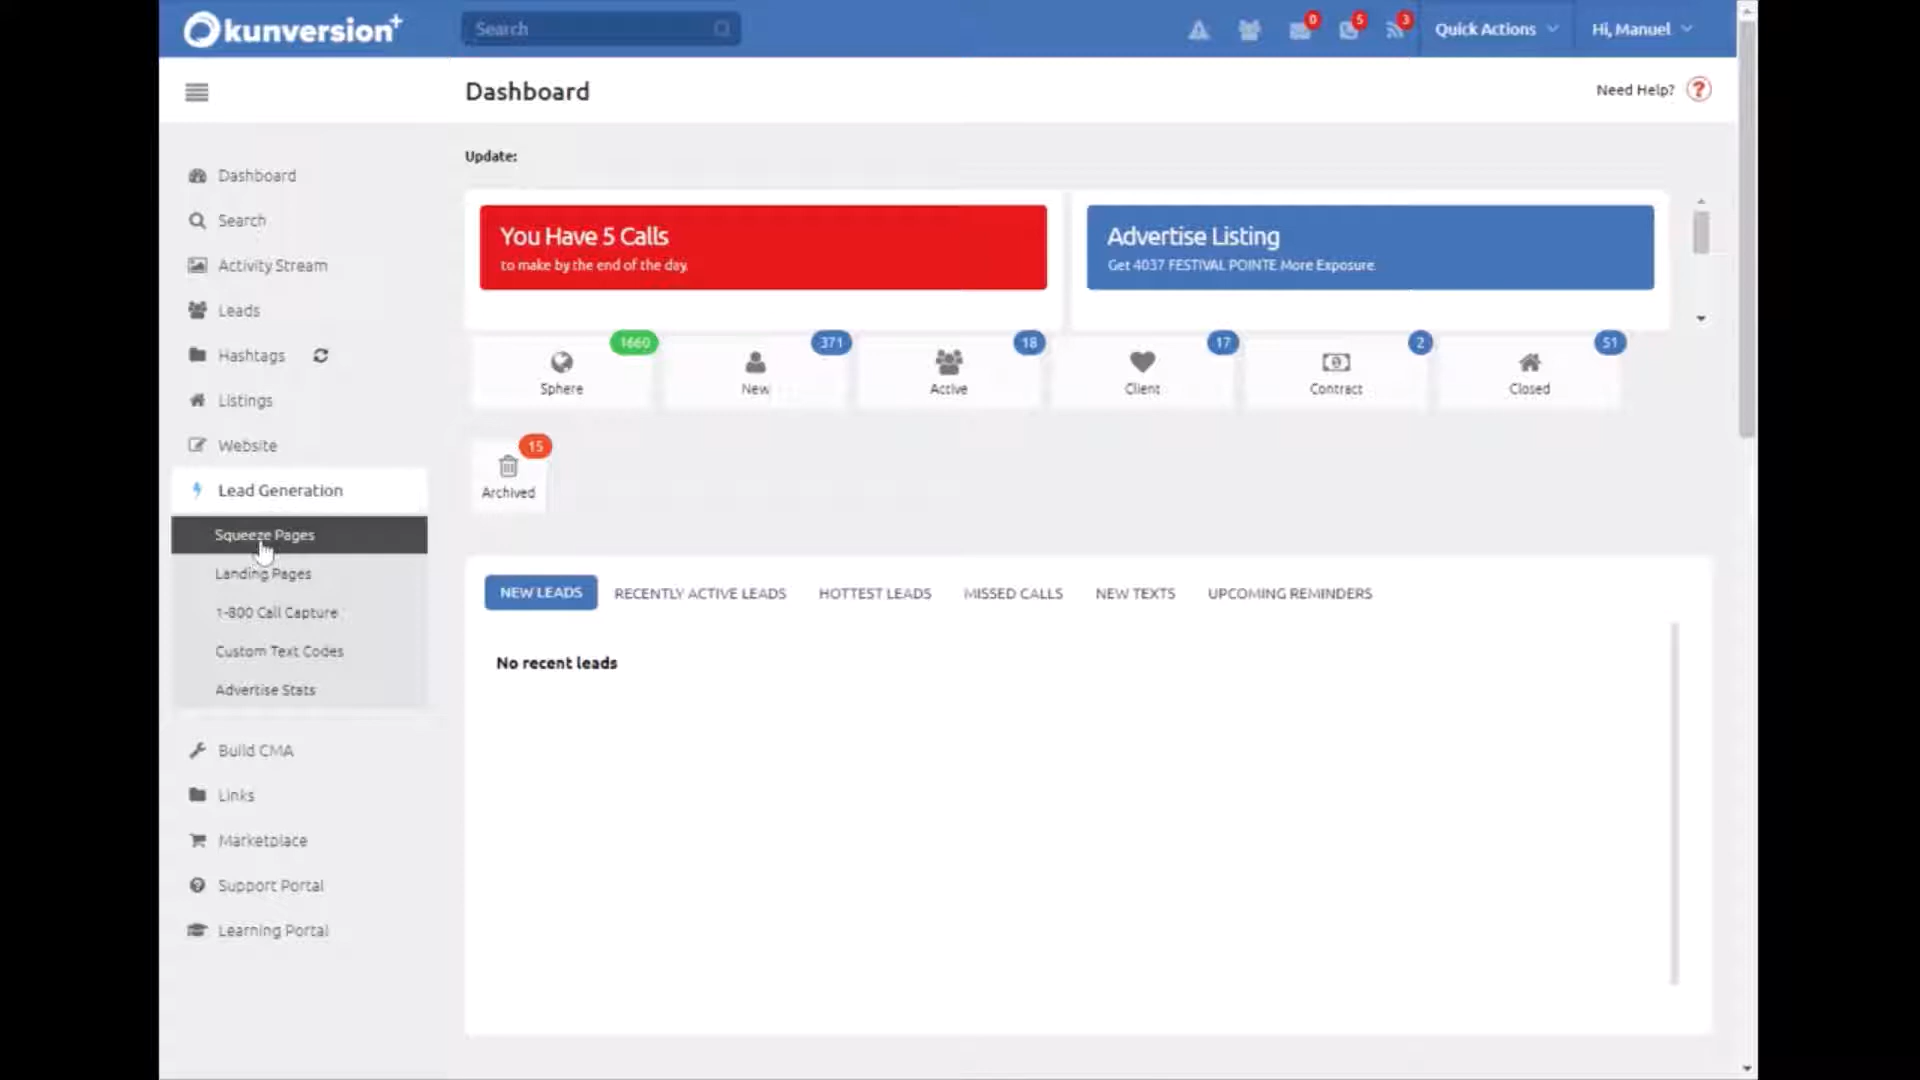 kunversion+
Search
0
5
3
Quick Actions
Hi, Manuel
Dashboard
Need Help?
?
Dashboard
Search
Activity Stream
Leads
Hashtags
Listings
Website
Lead Generation
Squeeze Pages
Landing Pages
1-800 Call Capture
Custom Text Codes
Advertise Stats
Build CMA
Links
Marketplace
Support Portal
Learning Portal
Update:
You Have 5 Calls
to make by the end of the day.
Advertise Listing
Get 4037 FESTIVAL POINTE More Exposure.
1660
Sphere
371
New
18
Active
17
Client
2
Contract
51
Closed
15
Archived
NEW LEADS
RECENTLY ACTIVE LEADS
HOTTEST LEADS
MISSED CALLS
NEW TEXTS
UPCOMING REMINDERS
No recent leads